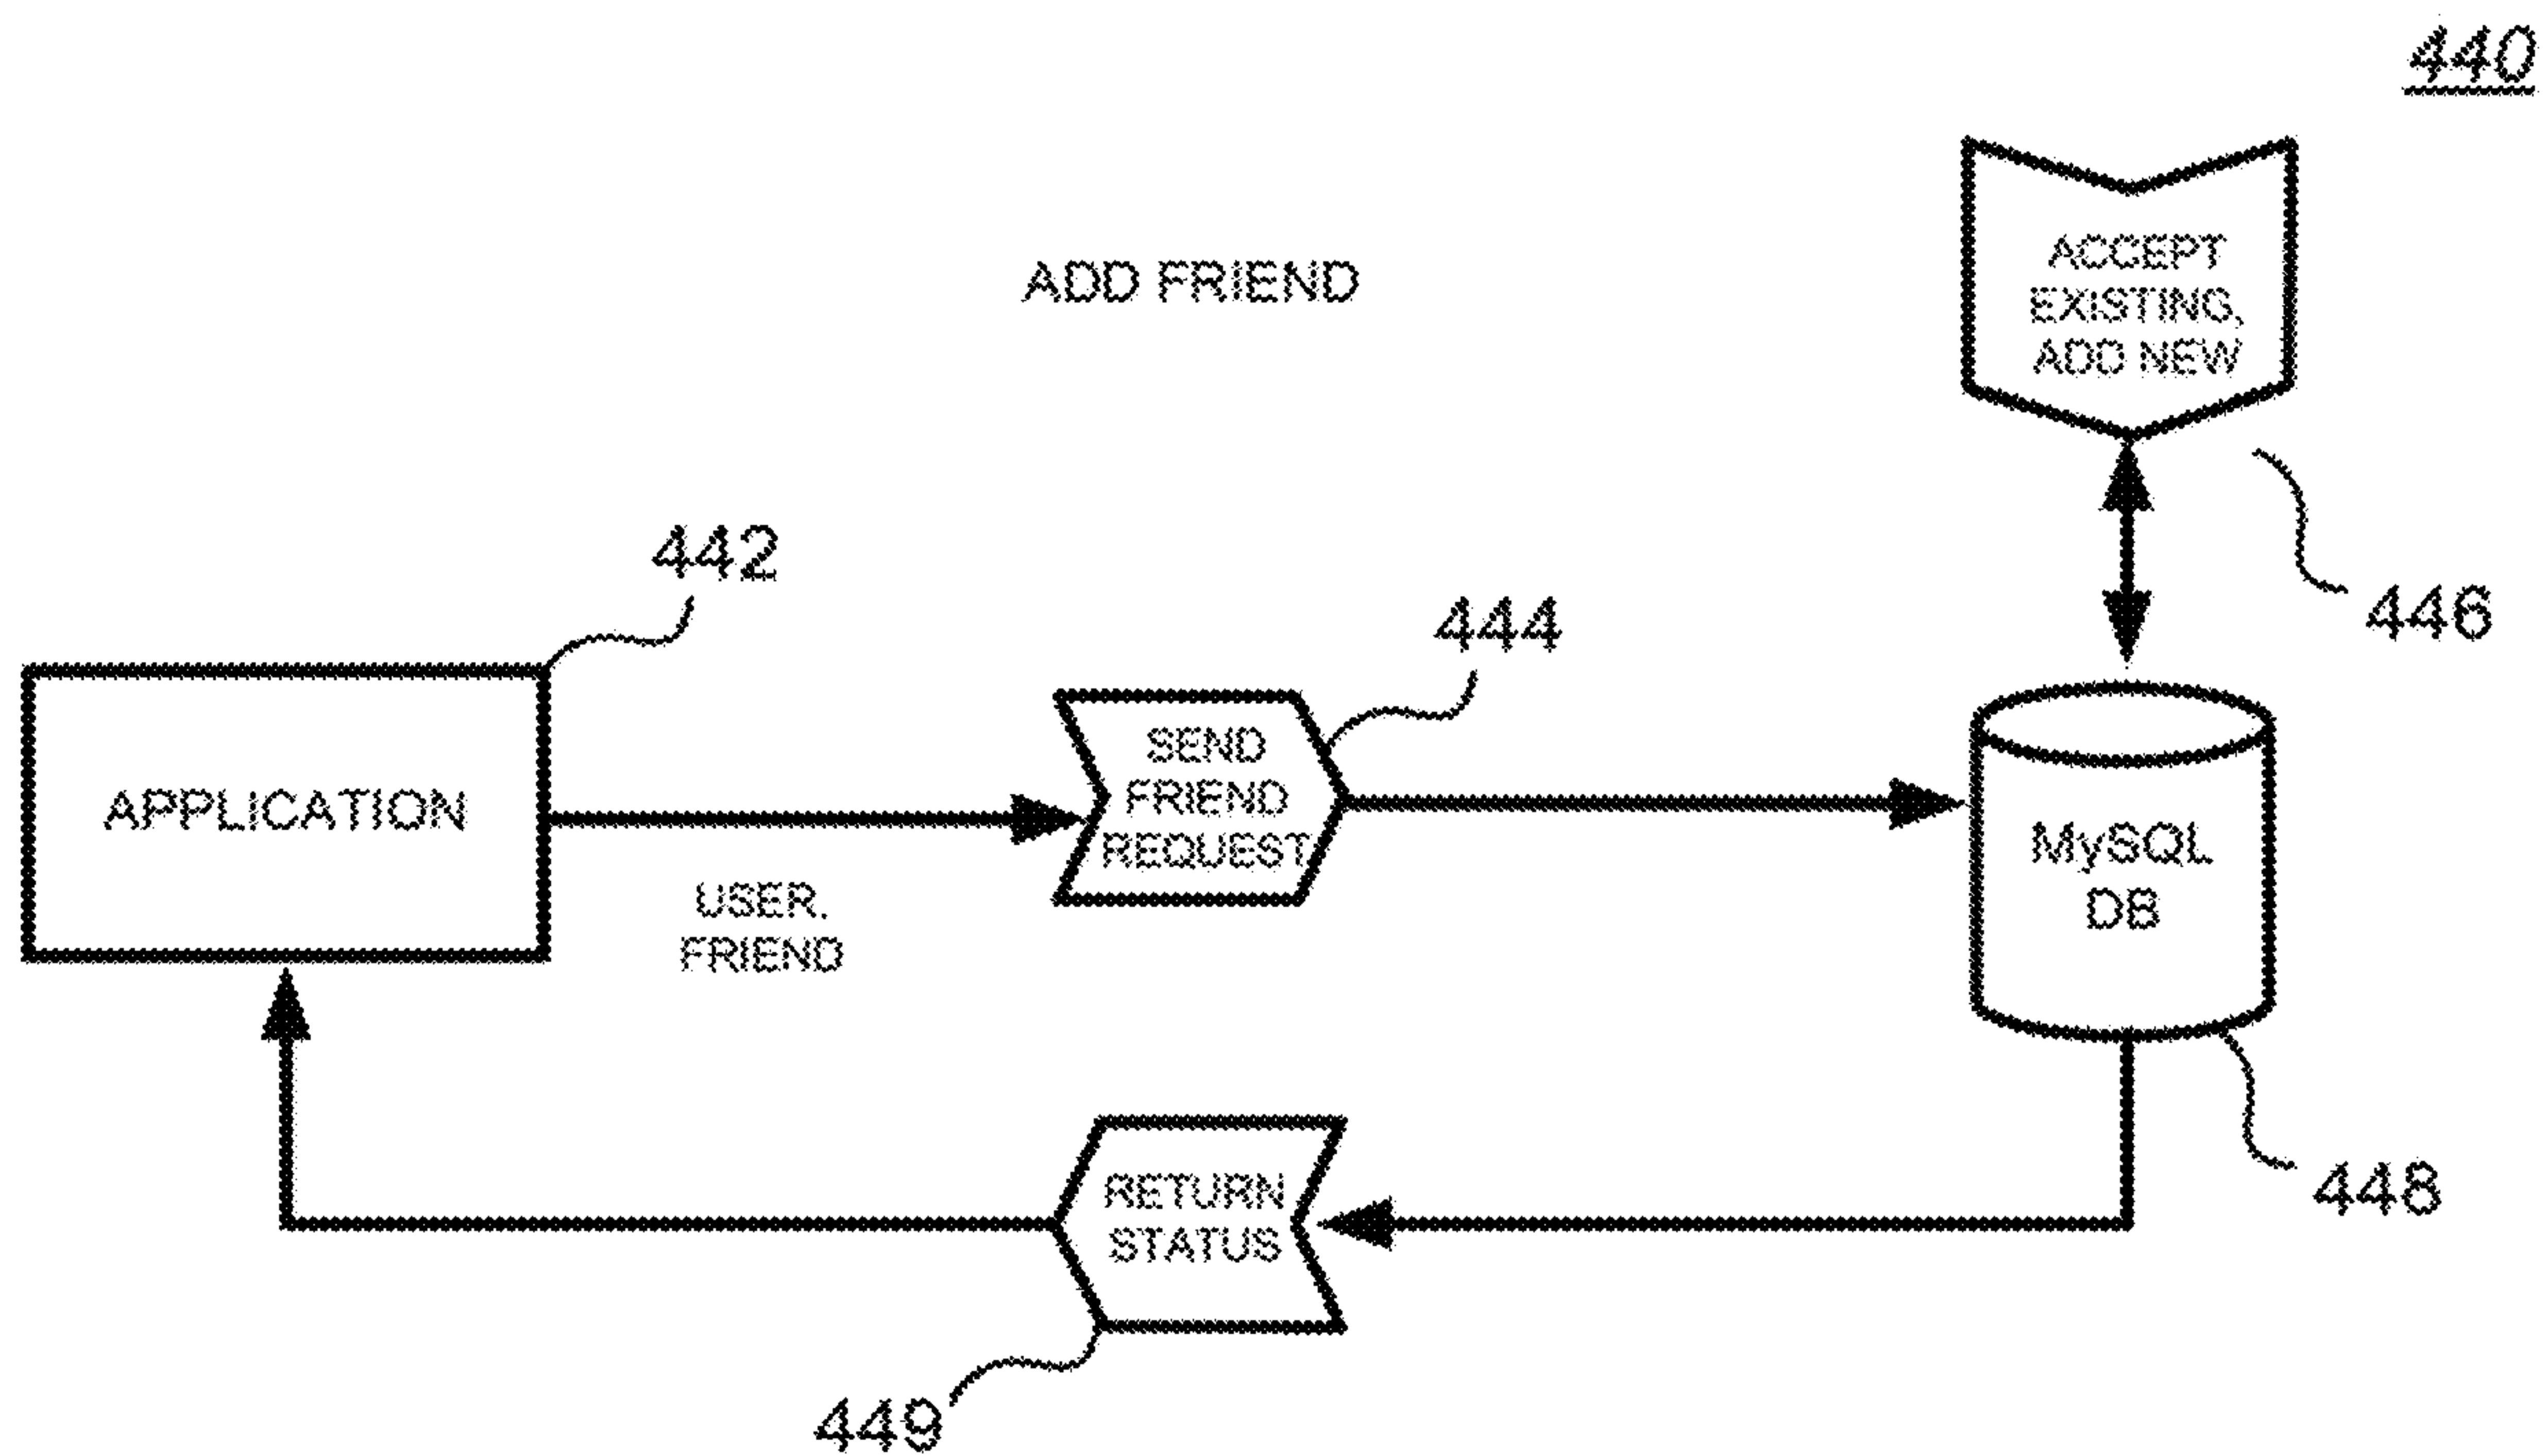 440
ADD FRIEND
ACCEPT
EXISTING,
ADD NEW
446
442
444
APPLICATION
USER,
FRIEND
SEND
FRIEND
REQUEST
MySQL
DB
448
RETURN
STATUS
449